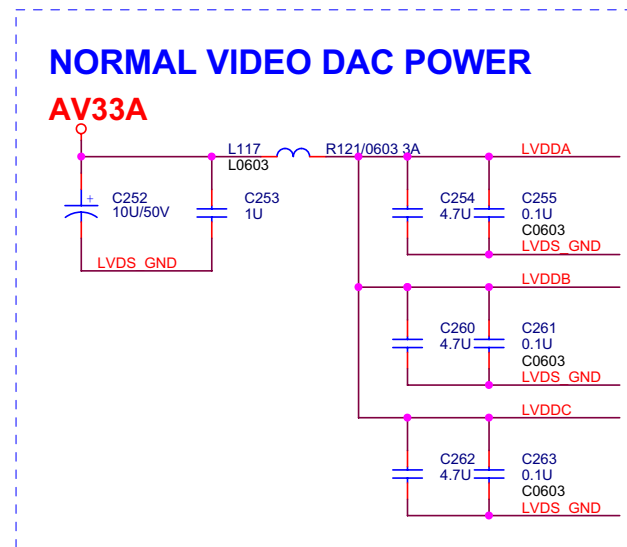 NORMAL VIDEO DAC POWER
AV33A
L117 R121/0603 3A LVDDA
L0603
C252 C253 C254 C255
10U/50V 1U 4.7U 0.1U
C0603
LVDS_GND LVDS_GND
LVDDB
C260 C261
4.7U 0.1U
C0603
LVDS_GND
LVDDC
C262 C263
4.7U 0.1U
C0603
LVDS_GND